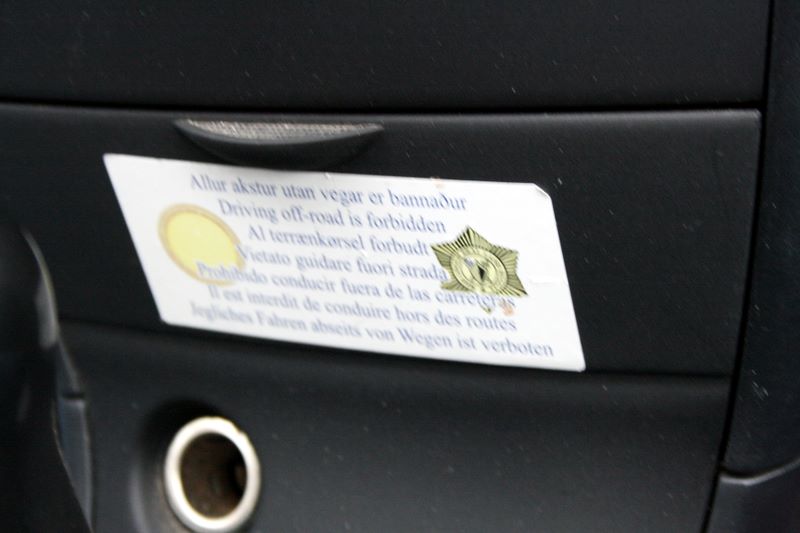 Allur akstur utan vegar er bannaður
Driving off-road is forbidden
Al terrænkørsel forbudt
Vietato guidare fuori strada
Prohibido conducir fuera de las carreteras
Il est interdit de conduire hors des routes
Jegliches Fahren abseits von Wegen ist verboten